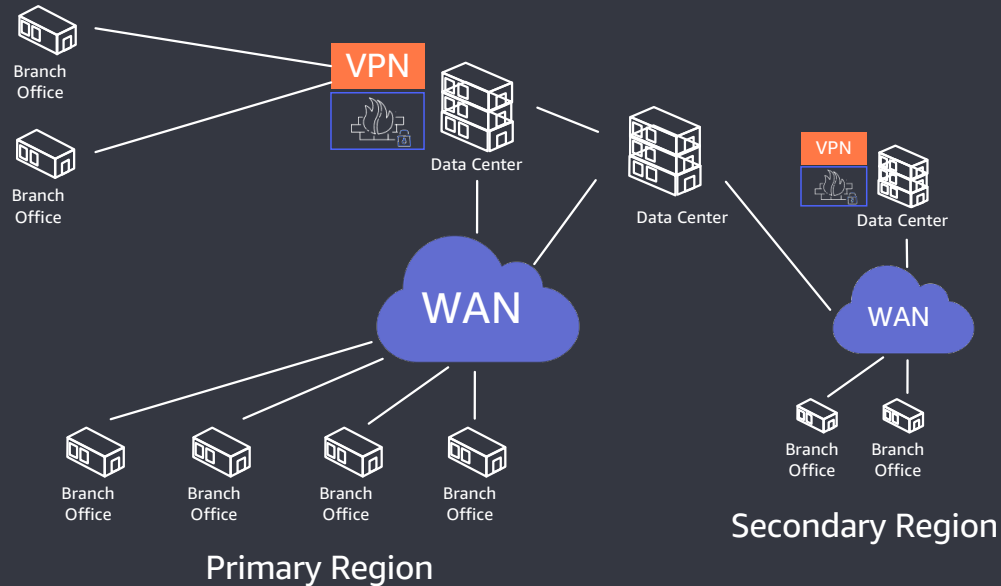 Branch
Office
Branch
Office
VPN
Data Center
Data Center
VPN
Data Center
WAN
WAN
Branch
Office
Branch
Office
Branch
Office
Branch
Office
Branch
Office
Branch
Office
Primary Region
Secondary Region